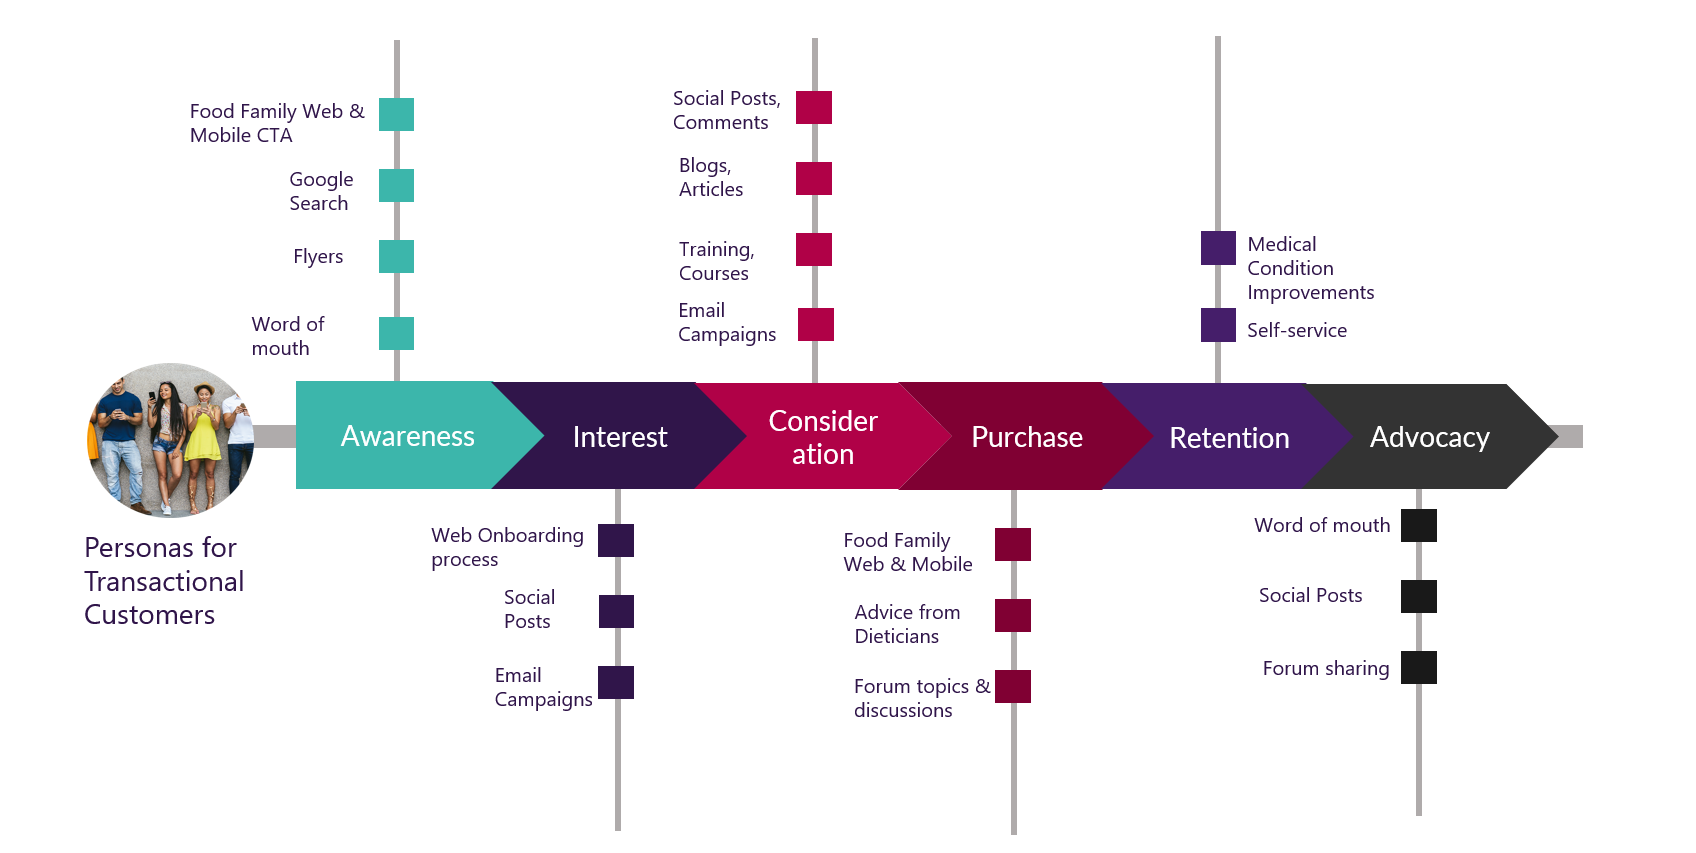 Food Family Web &
Mobile CTA
Google
Search
Flyers
Word of
mouth
Social Posts,
Comments
Blogs,
Articles
Training,
Courses
Email
Campaigns
Medical
Condition
Improvements
Self-service
Awareness
Interest
Consider
ation
Purchase
Retention
Advocacy
Personas for
Transactional
Customers
Web Onboarding
process
Social
Posts
Email
Campaigns
Food Family
Web & Mobile
Advice from
Dieticians
Forum topics &
discussions
Word of mouth
Social Posts
Forum sharing